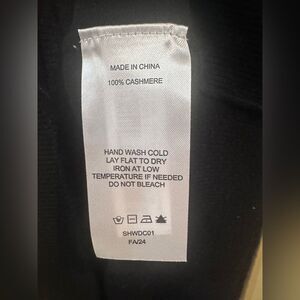 MADE IN CHINA
100% CASHMERE
HAND WASH COLD
LAY FLAT TO DRY
IRON AT LOW
TEMPERATURE IF NEEDED
DO NOT BLEACH
SHWDC01
FA/24